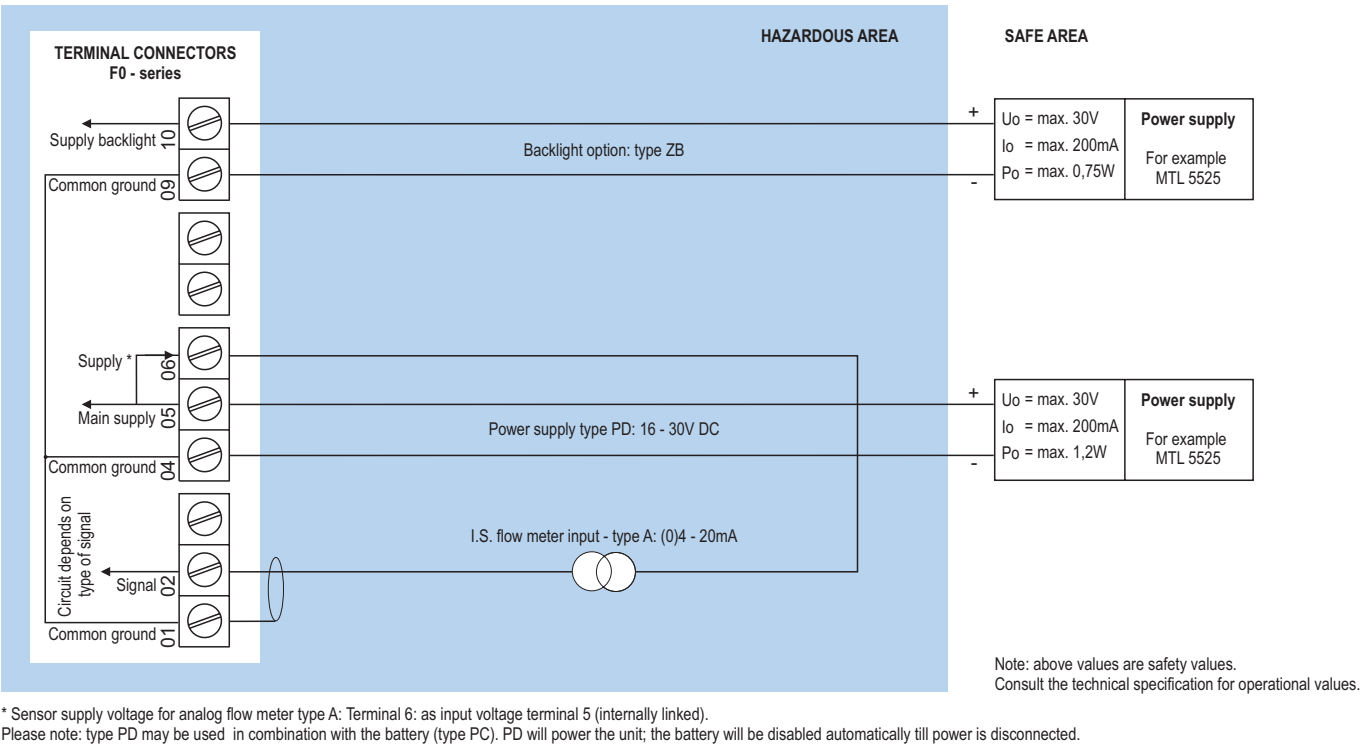 HAZARDOUS AREA
SAFE AREA
TERMINAL CONNECTORS
F0 - series
Supply backlight
10
Common ground
09
Backlight option: type ZB
+
-
Uo = max. 30V
Io = max. 200mA
Po = max. 0,75W
Power supply
For example
MTL 5525
Supply *
06
Main supply
05
Common ground
04
Power supply type PD: 16 - 30V DC
+
-
Uo = max. 30V
Io = max. 200mA
Po = max. 1,2W
Power supply
For example
MTL 5525
Circuit depends on
type of signal
I.S. flow meter input - type A: (0)4 - 20mA
Signal
02
Common ground
01
Note: above values are safety values.
Consult the technical specification for operational values.
* Sensor supply voltage for analog flow meter type A: Terminal 6: as input voltage terminal 5 (internally linked).
Please note: type PD may be used in combination with the battery (type PC). PD will power the unit; the battery will be disabled automatically till power is disconnected.